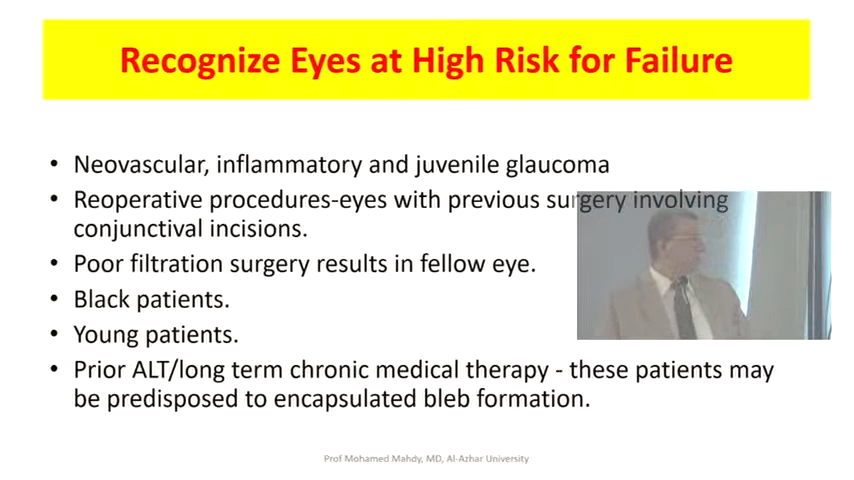 Recognize Eyes at High Risk for Failure
• Neovascular, inflammatory and juvenile glaucoma
• Reoperative procedures-eyes with previous surgery involving
conjunctival incisions.
• Poor filtration surgery results in fellow eye.
• Black patients.
• Young patients.
• Prior ALT/long term chronic medical therapy - these patients may
be predisposed to encapsulated bleb formation.
Prof Mohamed Mahdy, MD, Al-Azhar University